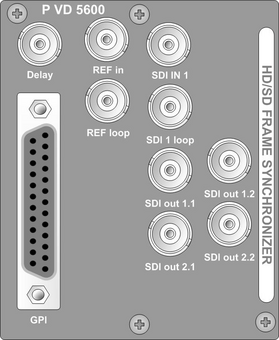 P VD 5600
Delay
REF in
SDI IN 1
REF loop
SDI 1 loop
SDI out 1.1
SDI out 1.2
SDI out 2.1
SDI out 2.2
GPI
HD/SD FRAME SYNCHRONIZER